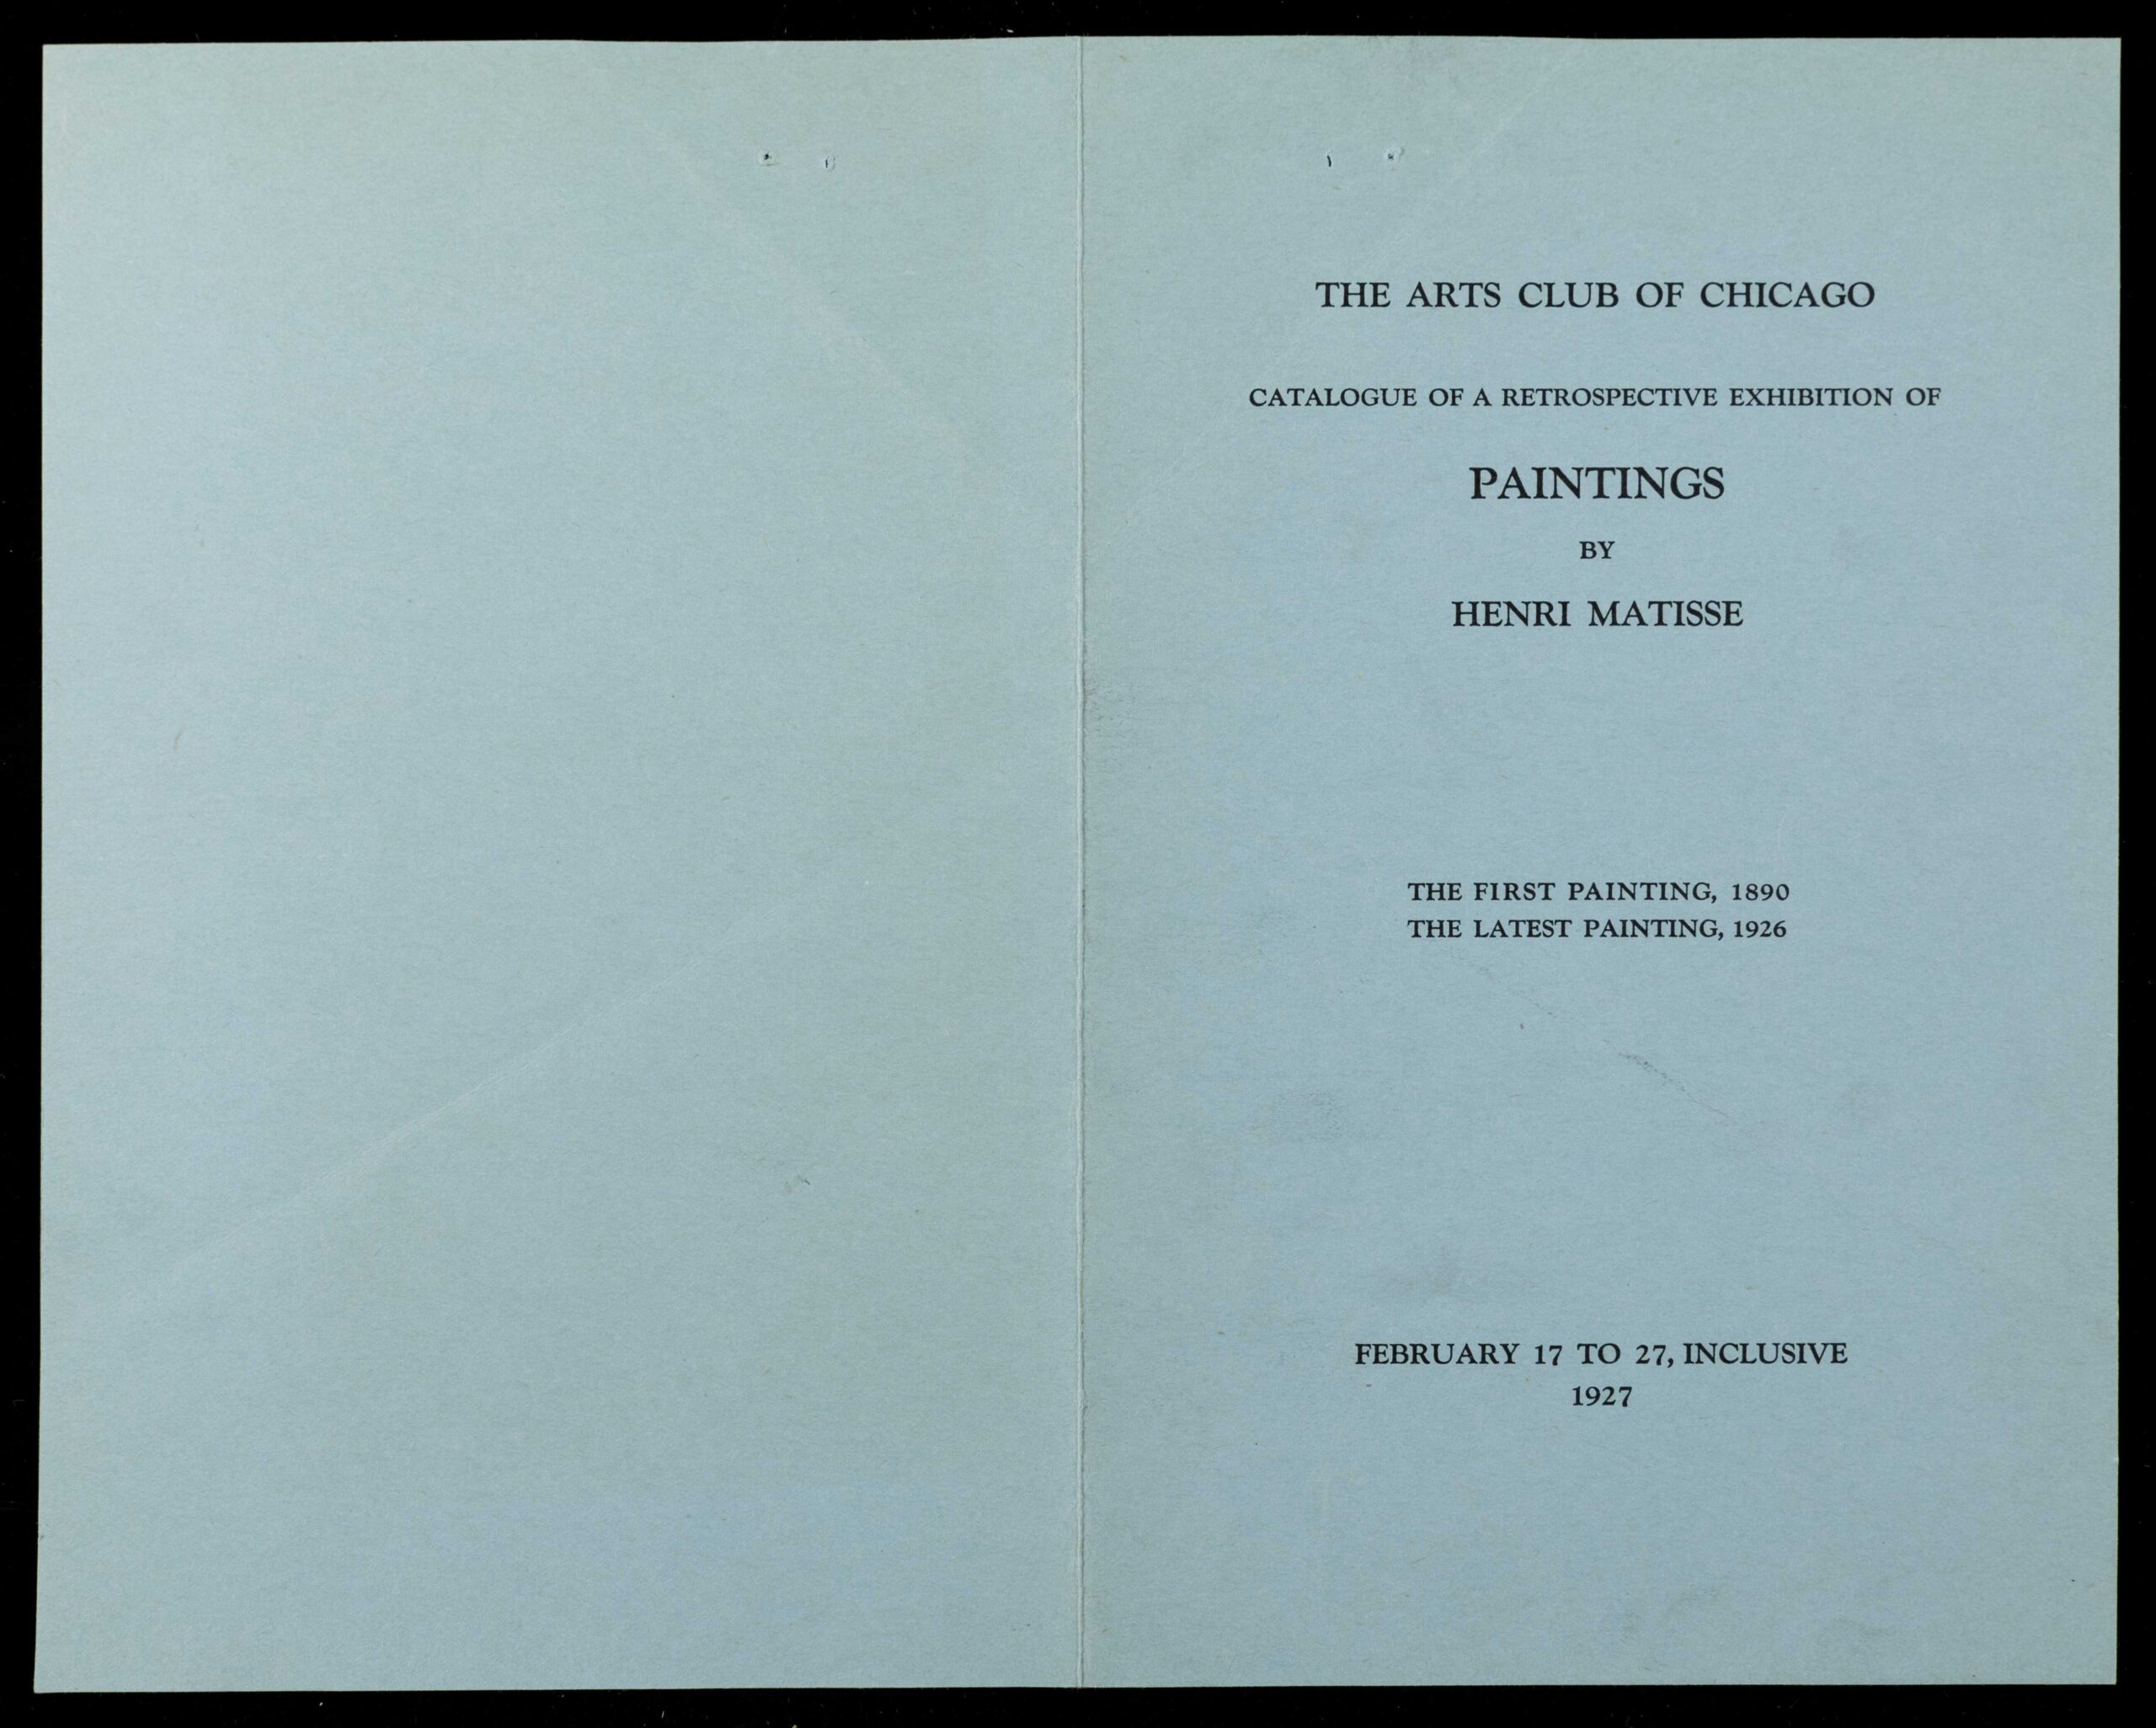 THE ARTS CLUB OF CHICAGO
CATALOGUE OF A RETROSPECTIVE EXHIBITION OF
PAINTINGS
BY
HENRI MATISSE
THE FIRST PAINTING, 1890
THE LATEST PAINTING, 1926
FEBRUARY 17 TO 27, INCLUSIVE
1927